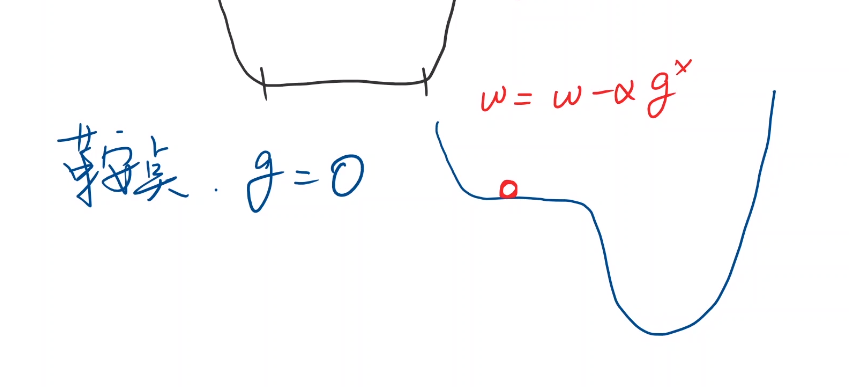 w = w - α g^x
鞍点. g = 0